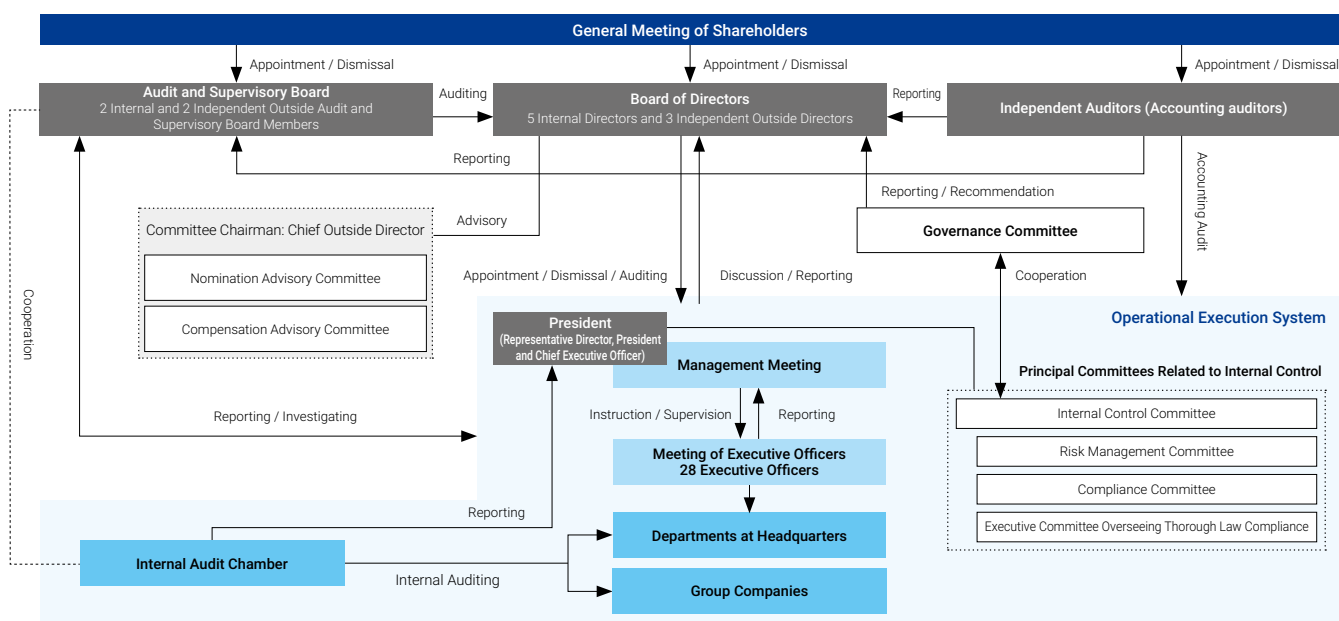 General Meeting of Shareholders
Appointment / Dismissal
Appointment / Dismissal
Appointment / Dismissal
Audit and Supervisory Board
2 Internal and 2 Independent Outside Audit and
Supervisory Board Members
Auditing
Board of Directors
5 Internal Directors and 3 Independent Outside Directors
Reporting
Independent Auditors (Accounting auditors)
Reporting
Accounting Audit
Reporting / Recommendation
Committee Chairman: Chief Outside Director
Advisory
Governance Committee
Nomination Advisory Committee
Compensation Advisory Committee
Appointment / Dismissal / Auditing
Discussion / Reporting
Cooperation
Cooperation
Operational Execution System
President
(Representative Director, President
and Chief Executive Officer)
Management Meeting
Principal Committees Related to Internal Control
Reporting / Investigating
Instruction / Supervision
Reporting
Internal Control Committee
Meeting of Executive Officers
28 Executive Officers
Risk Management Committee
Compliance Committee
Executive Committee Overseeing Thorough Law Compliance
Reporting
Departments at Headquarters
Internal Audit Chamber
Internal Auditing
Group Companies